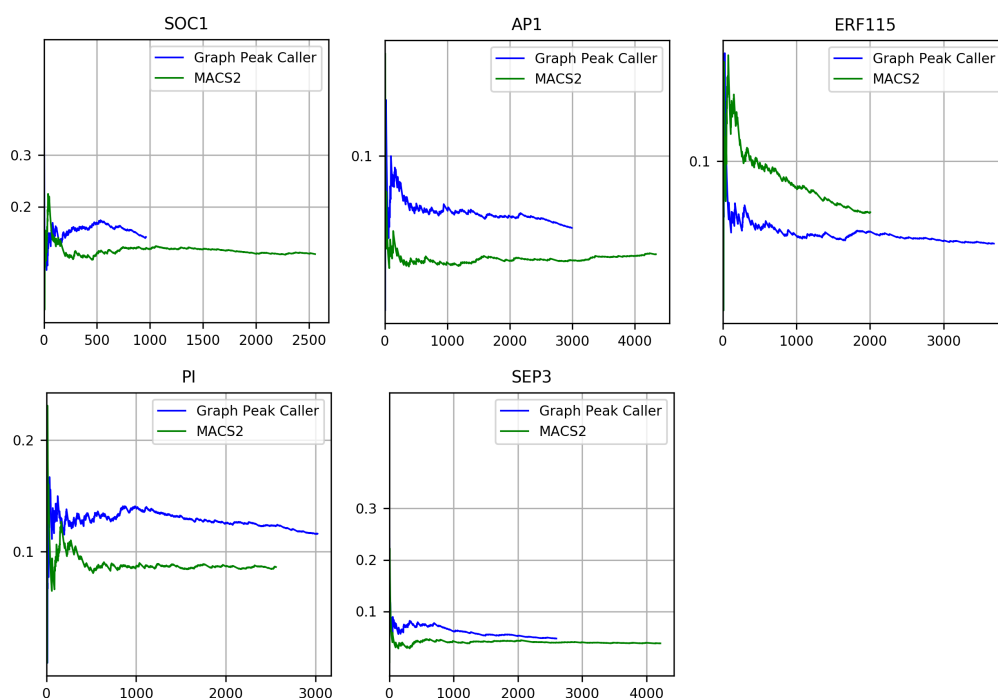 SOC1
Graph Peak Caller
MACS2
0.3
0.2
0 500 1000 1500 2000 2500
AP1
Graph Peak Caller
MACS2
0.1
0 1000 2000 3000 4000
ERF115
Graph Peak Caller
MACS2
0.1
0 1000 2000 3000
PI
Graph Peak Caller
MACS2
0.2
0.1
0 1000 2000 3000
SEP3
Graph Peak Caller
MACS2
0.3
0.2
0.1
0 1000 2000 3000 4000